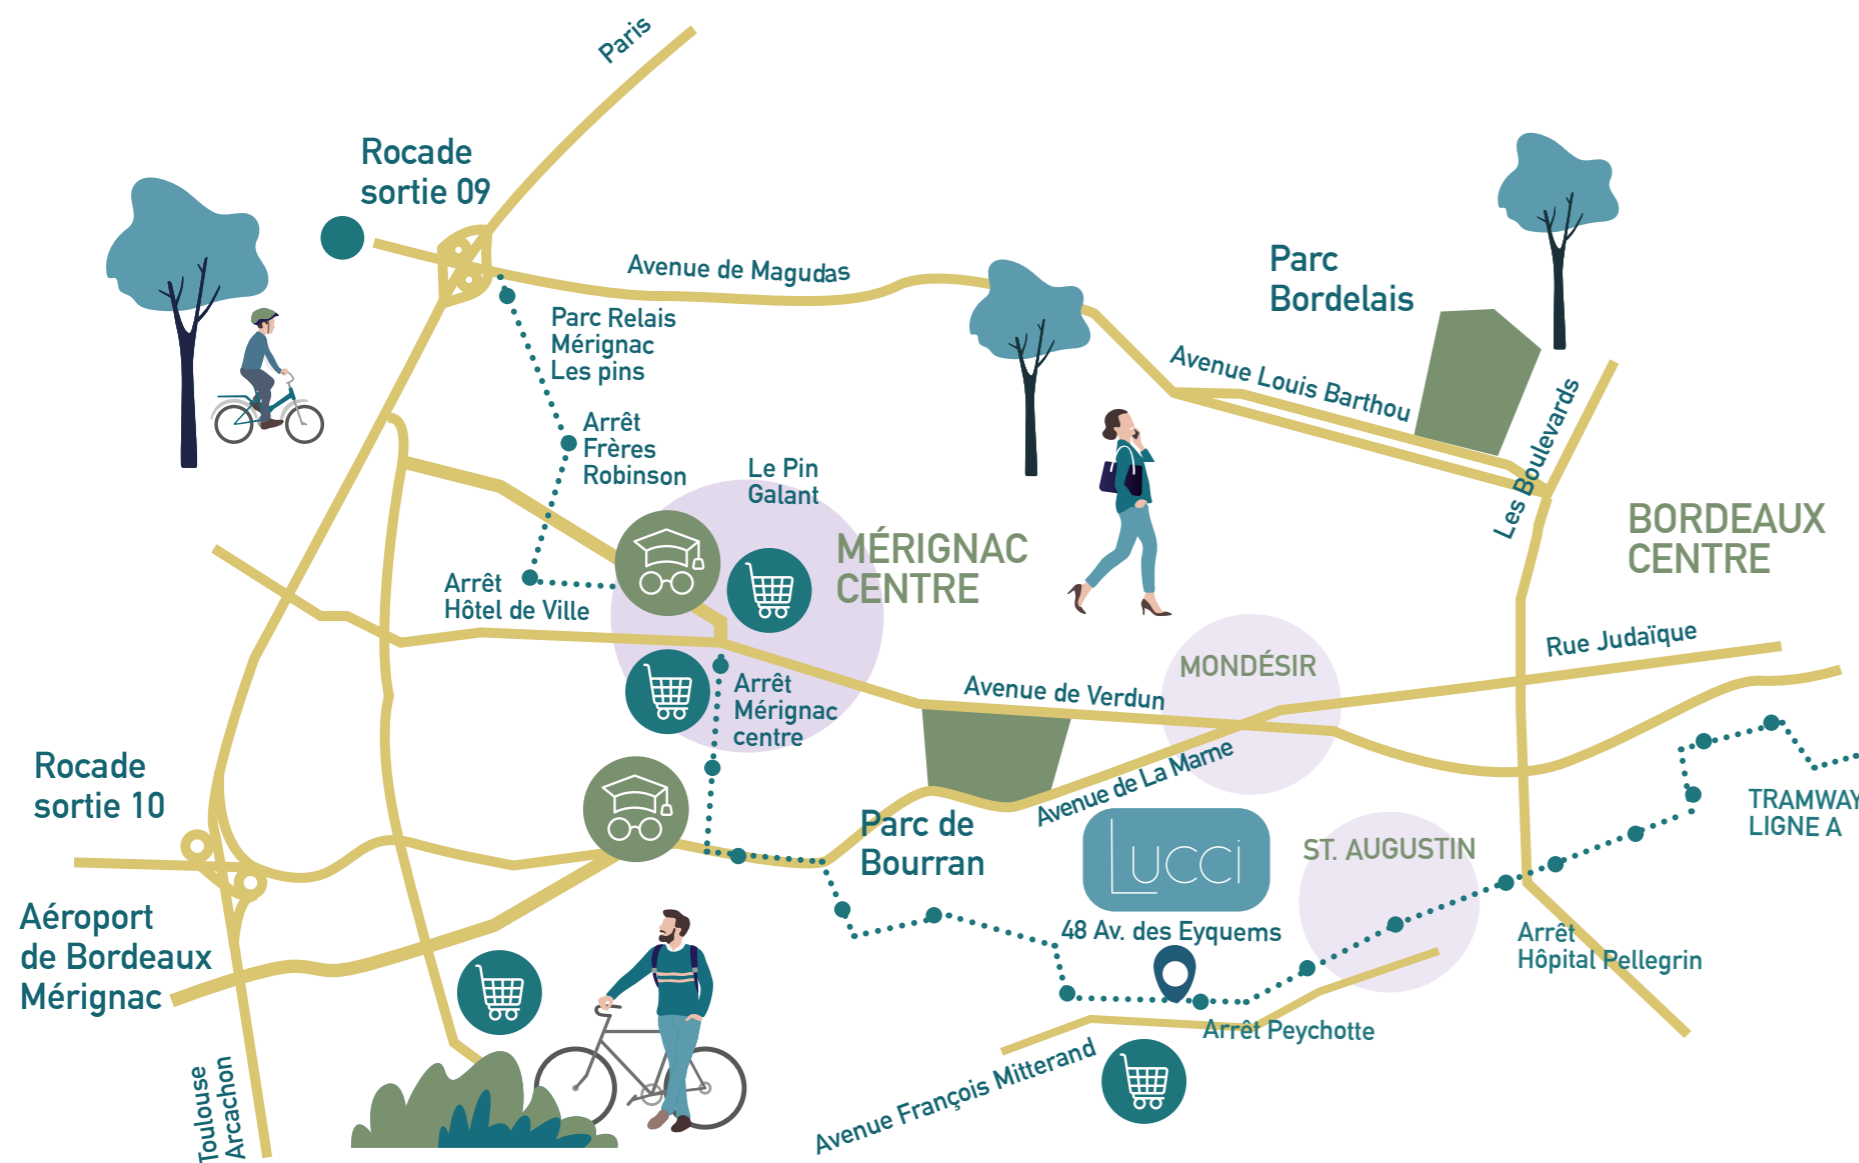 Paris
Rocade
sortie 09
Avenue de Magudas
Parc
Bordelais
Parc Relais
Mérignac
Les pins
Avenue Louis Barthou
Les Boulevards
Arrêt
Frères
Robinson
Le Pin
Galant
MÉRIGNAC
CENTRE
BORDEAUX
CENTRE
Arrêt
Hôtel de Ville
Rue Judaïque
MONDÉSIR
Avenue de Verdun
Arrêt
Mérignac
centre
Rocade
sortie 10
Avenue de La Marne
Parc de
Bourran
LUCCi
ST. AUGUSTIN
TRAMWAY
LIGNE A
48 Av. des Eyquems
Aéroport
de Bordeaux
Mérignac
Arrêt
Hôpital Pellegrin
Arrêt Peychotte
Avenue François Mitterand
Toulouse
Arcachon